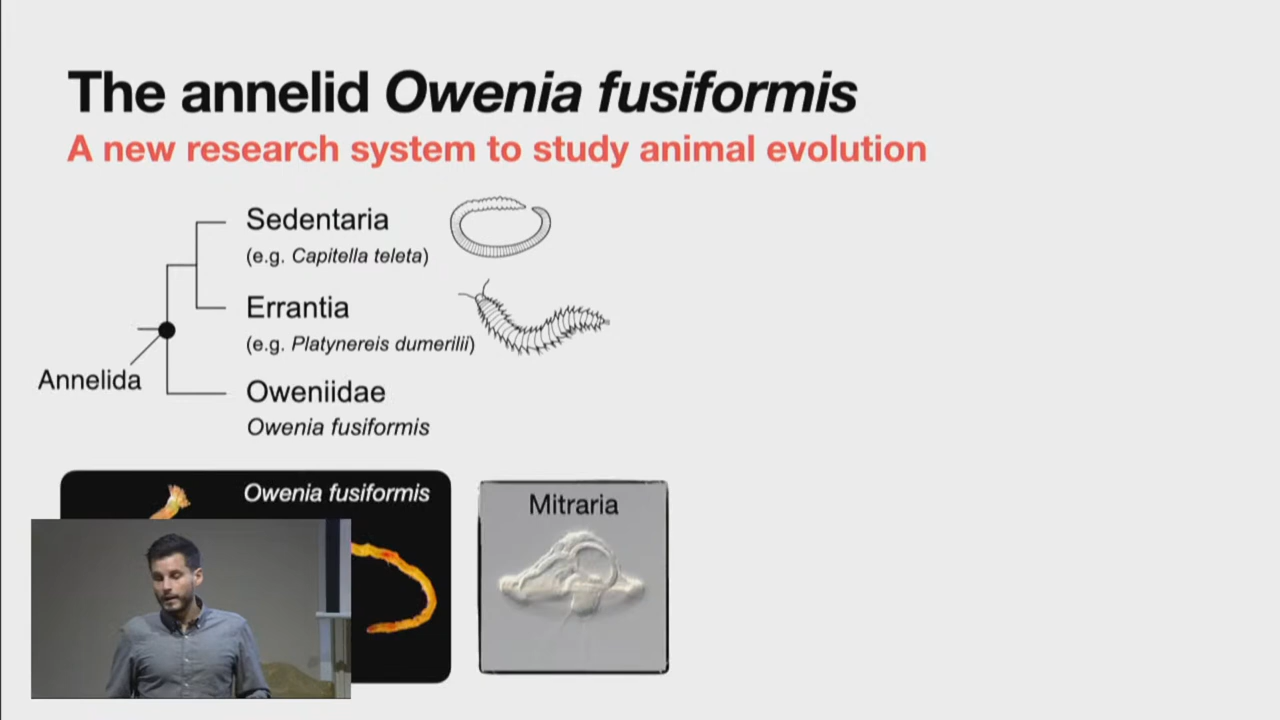 The annelid Owenia fusiformis
A new research system to study animal evolution
Sedentaria
(e.g. Capitella teleta)
Errantia
(e.g. Platynereis dumerilii)
Annelida
Oweniidae
Owenia fusiformis
Owenia fusiformis
Mitraria